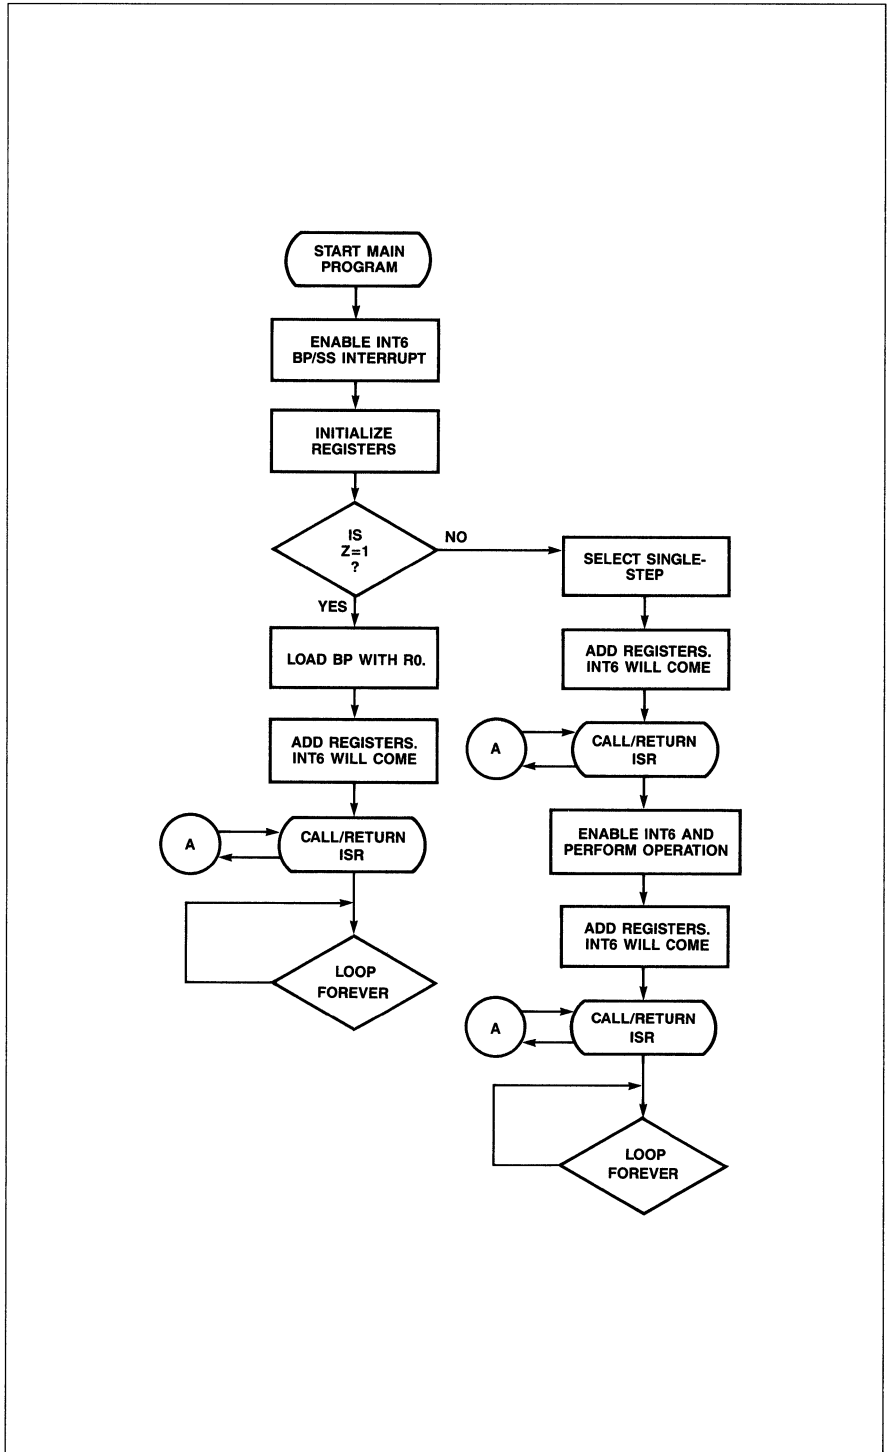 START MAIN
PROGRAM
ENABLE INT6
BP/SS INTERRUPT
INITIALIZE
REGISTERS
IS
Z=1
?
YES
LOAD BP WITH R0.
ADD REGISTERS.
INT6 WILL COME
A
CALL/RETURN
ISR
LOOP
FOREVER
NO
SELECT SINGLE-
STEP
ADD REGISTERS.
INT6 WILL COME
A
CALL/RETURN
ISR
ENABLE INT6 AND
PERFORM OPERATION
ADD REGISTERS.
INT6 WILL COME
A
CALL/RETURN
ISR
LOOP
FOREVER